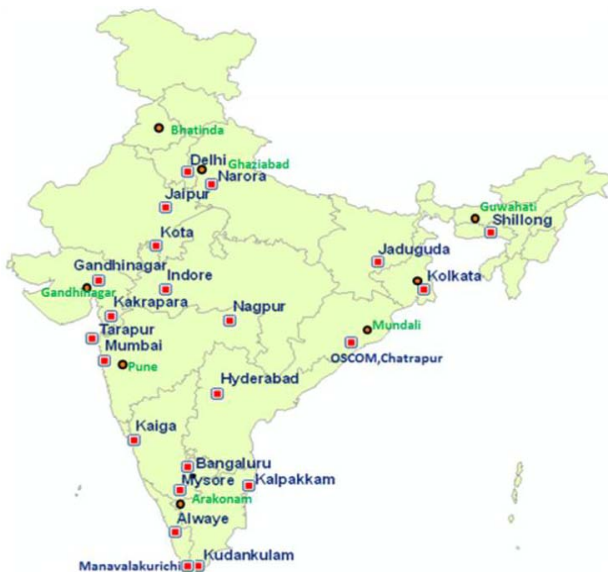 Bhatinda
Delhi
Ghaziabad
Narora
Jaipur
Guwahati
Shillong
Kota
Jaduguda
Gandhinagar
Indore
Kolkata
Gandhinagar
Kakrapara
Nagpur
Mundali
Tarapur
Mumbai
OSCOM,Chatrapur
Pune
Hyderabad
Kaiga
Bangaluru
Mysore
Kalpakkam
Arakonam
Alwaye
Kudankulam
Manavalakurichi